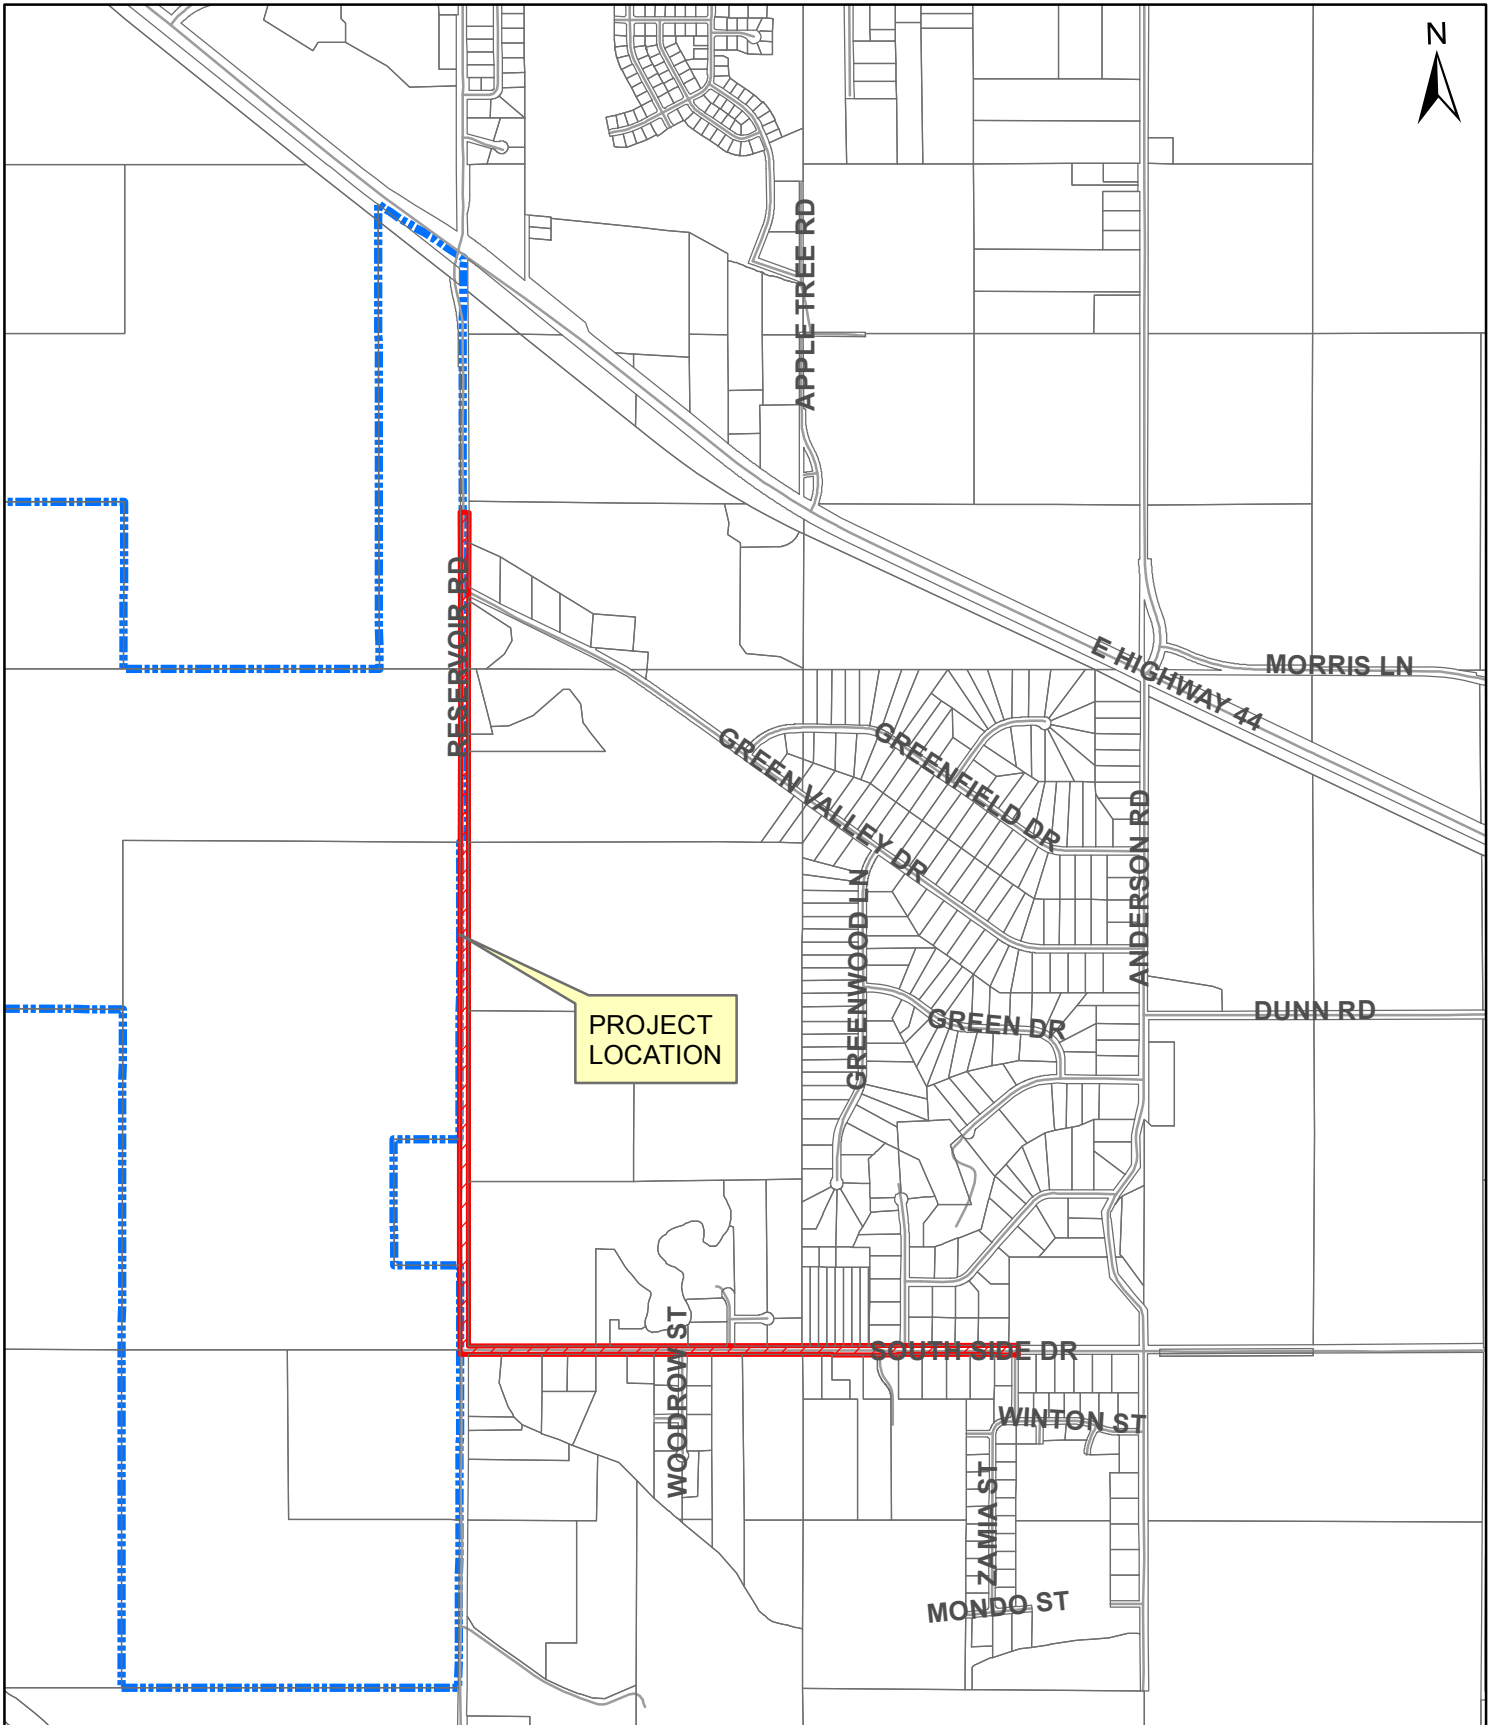 N
APPLE TREE RD
RESERVOIR RD
E HIGHWAY 44
MORRIS LN
GREENFIELD DR
GREEN VALLEY DR
ANDERSON RD
GREENWOOD LN
PROJECT
LOCATION
GREEN DR
DUNN RD
SOUTH SIDE DR
WOODROW ST
WINTON ST
ZAMIA ST
MONDO ST